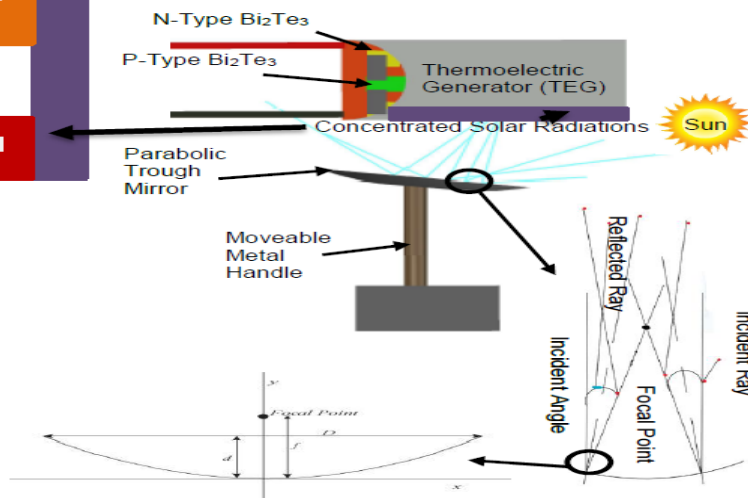 N-Type Bi₂Te₃
P-Type Bi₂Te₃
Thermoelectric
Generator (TEG)
Concentrated Solar Radiations
Sun
Parabolic
Trough
Mirror
Moveable
Metal
Handle
Reflected Ray
Incident Ray
Incident Angle
Focal Point
y
Focal Point
D
d
f
x